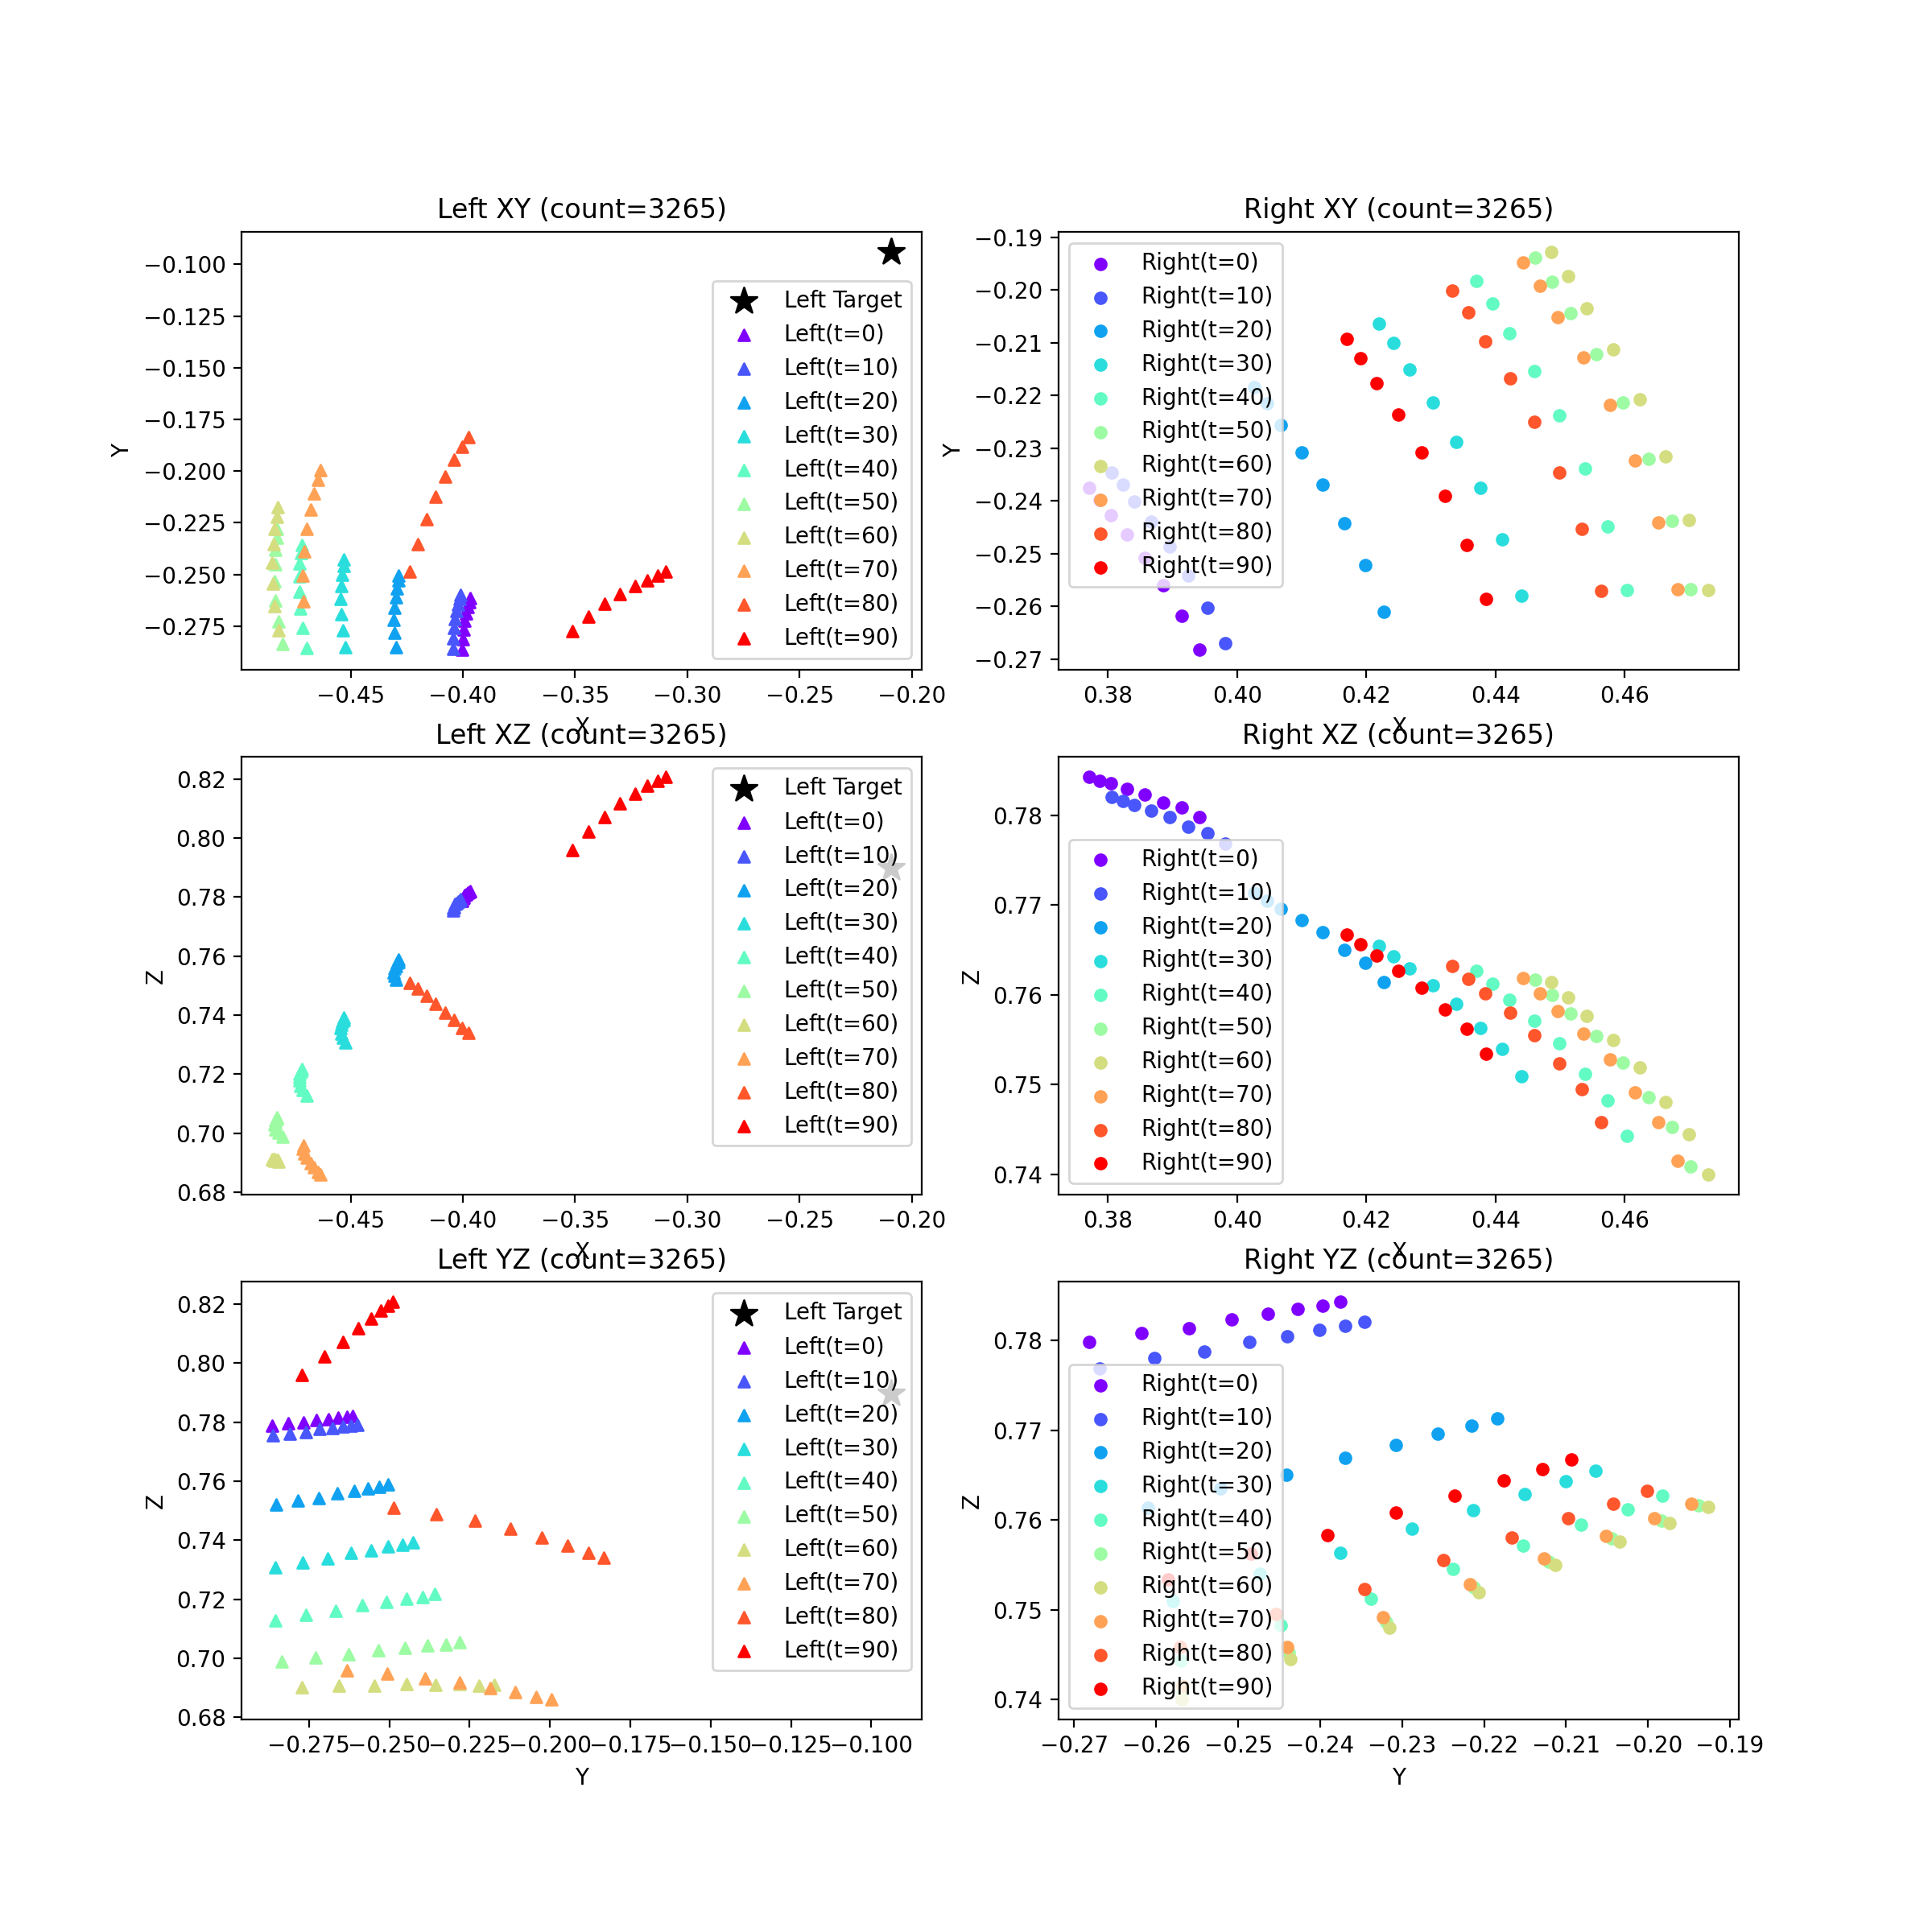 Left XY (count=3265)
−0.100
−0.125
−0.150
−0.175
−0.200
−0.225
−0.250
−0.275
Y
Left Target
Left(t=0)
Left(t=10)
Left(t=20)
Left(t=30)
Left(t=40)
Left(t=50)
Left(t=60)
Left(t=70)
Left(t=80)
Left(t=90)
−0.45 −0.40 −0.35 −0.30 −0.25 −0.20
X
Right XY (count=3265)
−0.19
−0.20
−0.21
−0.22
−0.23
−0.24
−0.25
−0.26
−0.27
Y
Right(t=0)
Right(t=10)
Right(t=20)
Right(t=30)
Right(t=40)
Right(t=50)
Right(t=60)
Right(t=70)
Right(t=80)
Right(t=90)
0.38 0.40 0.42 0.44 0.46
X
Left XZ (count=3265)
0.82
0.80
0.78
0.76
0.74
0.72
0.70
0.68
Z
Left Target
Left(t=0)
Left(t=10)
Left(t=20)
Left(t=30)
Left(t=40)
Left(t=50)
Left(t=60)
Left(t=70)
Left(t=80)
Left(t=90)
−0.45 −0.40 −0.35 −0.30 −0.25 −0.20
X
Right XZ (count=3265)
0.78
0.77
0.76
0.75
0.74
Z
Right(t=0)
Right(t=10)
Right(t=20)
Right(t=30)
Right(t=40)
Right(t=50)
Right(t=60)
Right(t=70)
Right(t=80)
Right(t=90)
0.38 0.40 0.42 0.44 0.46
X
Left YZ (count=3265)
0.82
0.80
0.78
0.76
0.74
0.72
0.70
0.68
Z
Left Target
Left(t=0)
Left(t=10)
Left(t=20)
Left(t=30)
Left(t=40)
Left(t=50)
Left(t=60)
Left(t=70)
Left(t=80)
Left(t=90)
−0.275 −0.250 −0.225 −0.200 −0.175 −0.150 −0.125 −0.100
Y
Right YZ (count=3265)
0.78
0.77
0.76
0.75
0.74
Z
Right(t=0)
Right(t=10)
Right(t=20)
Right(t=30)
Right(t=40)
Right(t=50)
Right(t=60)
Right(t=70)
Right(t=80)
Right(t=90)
−0.27 −0.26 −0.25 −0.24 −0.23 −0.22 −0.21 −0.20 −0.19
Y